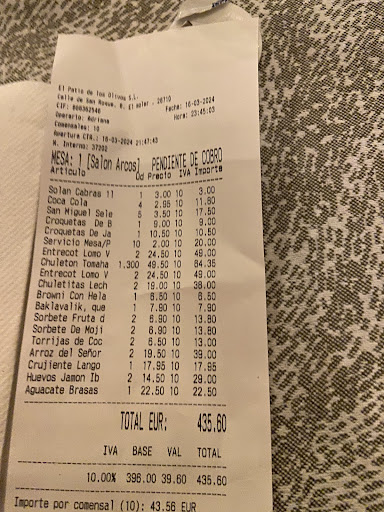 El Patio de los Olivos S.L.
Calle de San Roman, 8, El solar - 28710
CIF: B00362546 Fecha: 16-03-2024
Operario: Adriana Hora: 23:45:03
Comensales: 10
Apertura CTA.: 16-03-2024 21:47:43
N. Interno: 37202
MESA: 1 [Salon Arcos] PENDIENTE DE COBRO
Articulo Cd Precio IVA Importe
Solan Cabras 1l 1 3.00 10 3.00
Coca Cola 4 2.95 10 11.80
San Miguel Sele 5 3.50 10 17.50
Croquetas De B 1 9.00 10 9.00
Croquetas De Ja 1 10.50 10 10.50
Servicio Mesa/P 10 2.00 10 20.00
Entrecot Lomo V 2 24.50 10 49.00
Chuleton Tomaha 1.300 49.50 10 64.35
Entrecot Lomo V 2 24.50 10 49.00
Chuletitas Lech 2 19.00 10 38.00
Browni Con Hela 1 6.50 10 6.50
Baklavalik, que 1 7.90 10 7.90
Sorbete Fruta d 2 6.90 10 13.80
Sorbete De Moji 2 6.90 10 13.80
Torrijas de Coc 2 6.50 10 13.00
Arroz del Señor 2 19.50 10 39.00
Crujiente Lango 1 17.95 10 17.95
Huevos Jamon Ib 2 14.50 10 29.00
Aguacate Brasas 1 22.50 10 22.50
TOTAL EUR: 435.60
IVA BASE VAL TOTAL
10.00% 396.00 39.60 435.60
Importe por comensal (10): 43.56 EUR